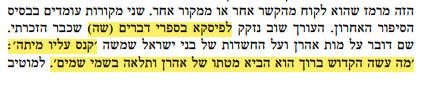 הזה מרמז שהוא לקוח מהקשר אחר או ממקור אחר. שני מקורות עומדים בבסיס
הסיפור האחרון. העורך שוב נזקק לפיסקא בספרי דברים (שה) שכבר הזכרתי.
שם דובר על מות אהרן ועל החשדות של בני ישראל שמשה ׳קנס עליו מיתה׳:
׳מה עשה הקדוש ברוך הוא הביא מטתו של אהרן ותלאה בשמי שמים׳. למוטיב